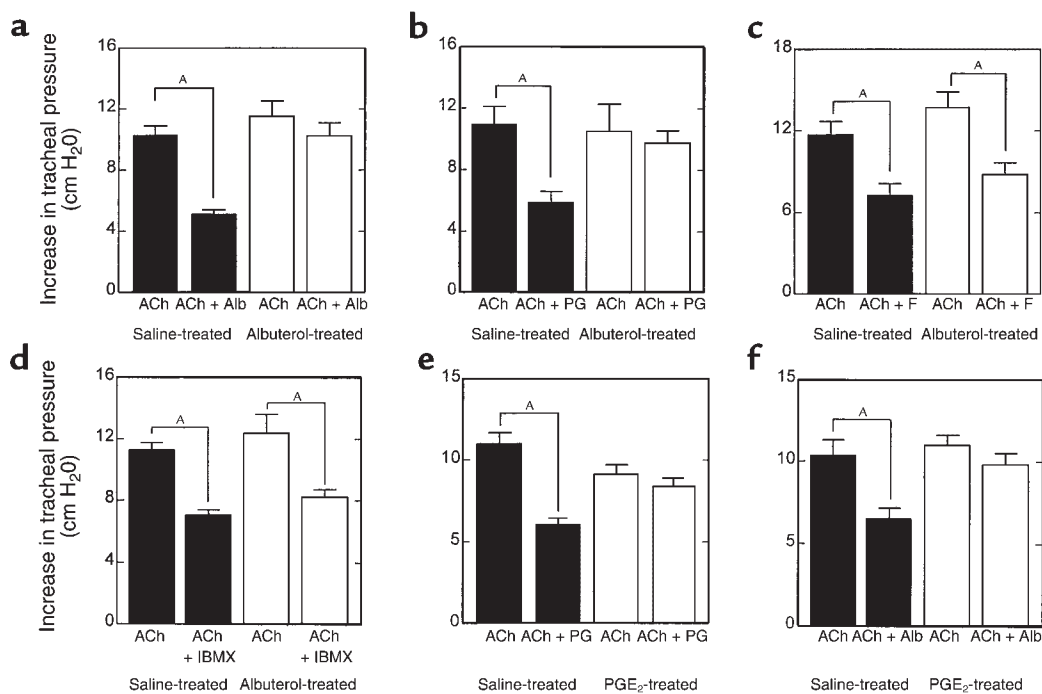 a
Increase in tracheal pressure
(cm H₂0)
16
12
8
4
0
A
ACh ACh + Alb ACh ACh + Alb
Saline-treated Albuterol-treated
b
16
12
8
4
0
A
ACh ACh + PG ACh ACh + PG
Saline-treated Albuterol-treated
c
18
12
6
0
A
A
ACh ACh + F ACh ACh + F
Saline-treated Albuterol-treated
d
Increase in tracheal pressure
(cm H₂0)
16
12
8
4
0
A
A
ACh ACh ACh ACh
+ IBMX + IBMX
Saline-treated Albuterol-treated
e
15
10
5
0
A
ACh ACh + PG ACh ACh + PG
Saline-treated PGE₂-treated
f
15
10
5
0
A
ACh ACh + Alb ACh ACh + Alb
Saline-treated PGE₂-treated